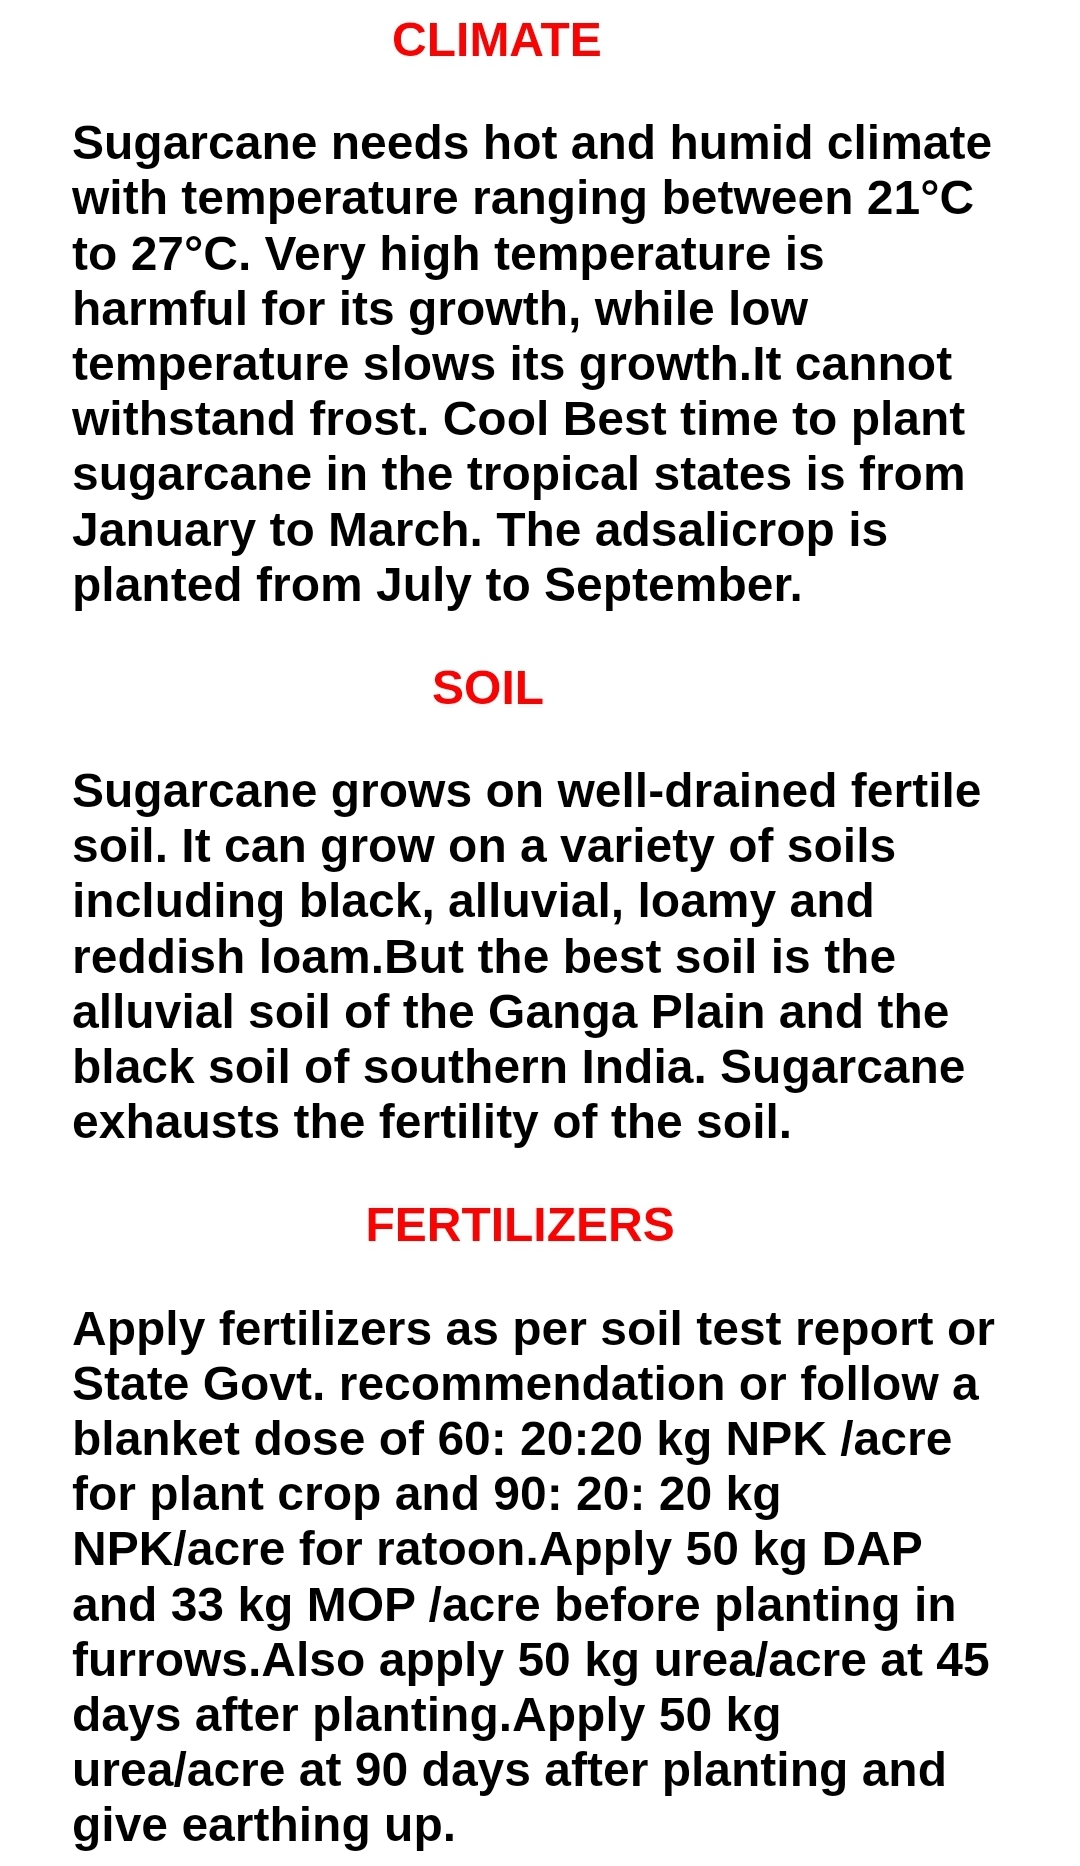 CLIMATE
Sugarcane needs hot and humid climate
with temperature ranging between 21°C
to 27°C. Very high temperature is
harmful for its growth, while low
temperature slows its growth.It cannot
withstand frost. Cool Best time to plant
sugarcane in the tropical states is from
January to March. The adsalicrop is
planted from July to September.
SOIL
Sugarcane grows on well-drained fertile
soil. It can grow on a variety of soils
including black, alluvial, loamy and
reddish loam.But the best soil is the
alluvial soil of the Ganga Plain and the
black soil of southern India. Sugarcane
exhausts the fertility of the soil.
FERTILIZERS
Apply fertilizers as per soil test report or
State Govt. recommendation or follow a
blanket dose of 60: 20:20 kg NPK /acre
for plant crop and 90: 20: 20 kg
NPK/acre for ratoon.Apply 50 kg DAP
and 33 kg MOP /acre before planting in
furrows.Also apply 50 kg urea/acre at 45
days after planting.Apply 50 kg
urea/acre at 90 days after planting and
give earthing up.